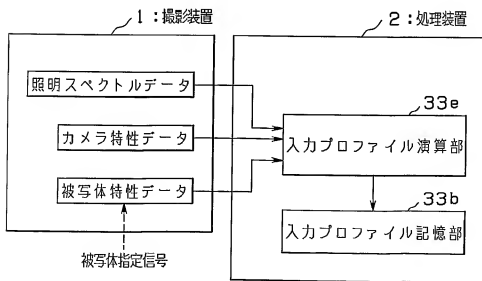 1：撮影装置
2：処理装置
照明スペクトルデータ
33e
カメラ特性データ
入力プロファイル演算部
被写体特性データ
33b
入力プロファイル記憶部
被写体指定信号